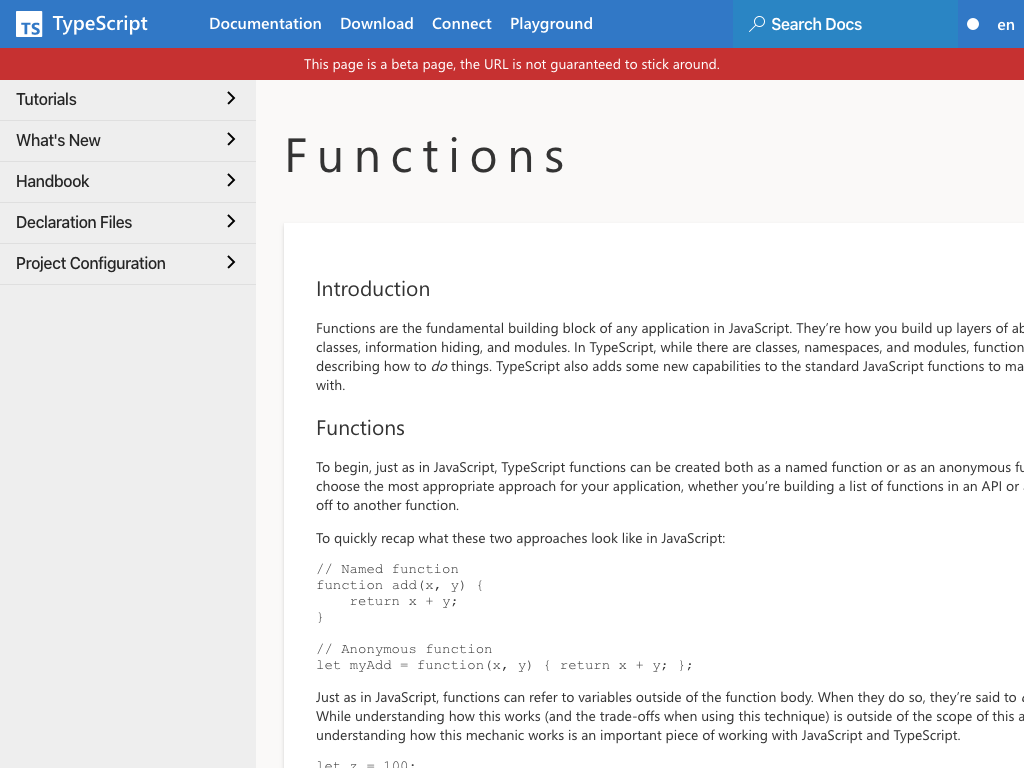 TS TypeScript Documentation Download Connect Playground Search Docs en
This page is a beta page, the URL is not guaranteed to stick around.
Tutorials
What's New
Handbook
Declaration Files
Project Configuration
Functions
Introduction
Functions are the fundamental building block of any application in JavaScript. They’re how you build up layers of
classes, information hiding, and modules. In TypeScript, while there are classes, namespaces, and modules, function
describing how to do things. TypeScript also adds some new capabilities to the standard JavaScript functions to
with.
Functions
To begin, just as in JavaScript, TypeScript functions can be created both as a named function or as an anonymous
choose the most appropriate approach for your application, whether you’re building a list of functions in an API or
off to another function.
To quickly recap what these two approaches look like in JavaScript:
// Named function
function add(x, y) {
    return x + y;
}
// Anonymous function
let myAdd = function(x, y) { return x + y; };
Just as in JavaScript, functions can refer to variables outside of the function body. When they do so, they’re said to
While understanding how this works (and the trade-offs when using this technique) is outside of the scope of this
understanding how this mechanic works is an important piece of working with JavaScript and TypeScript.
let z = 100;